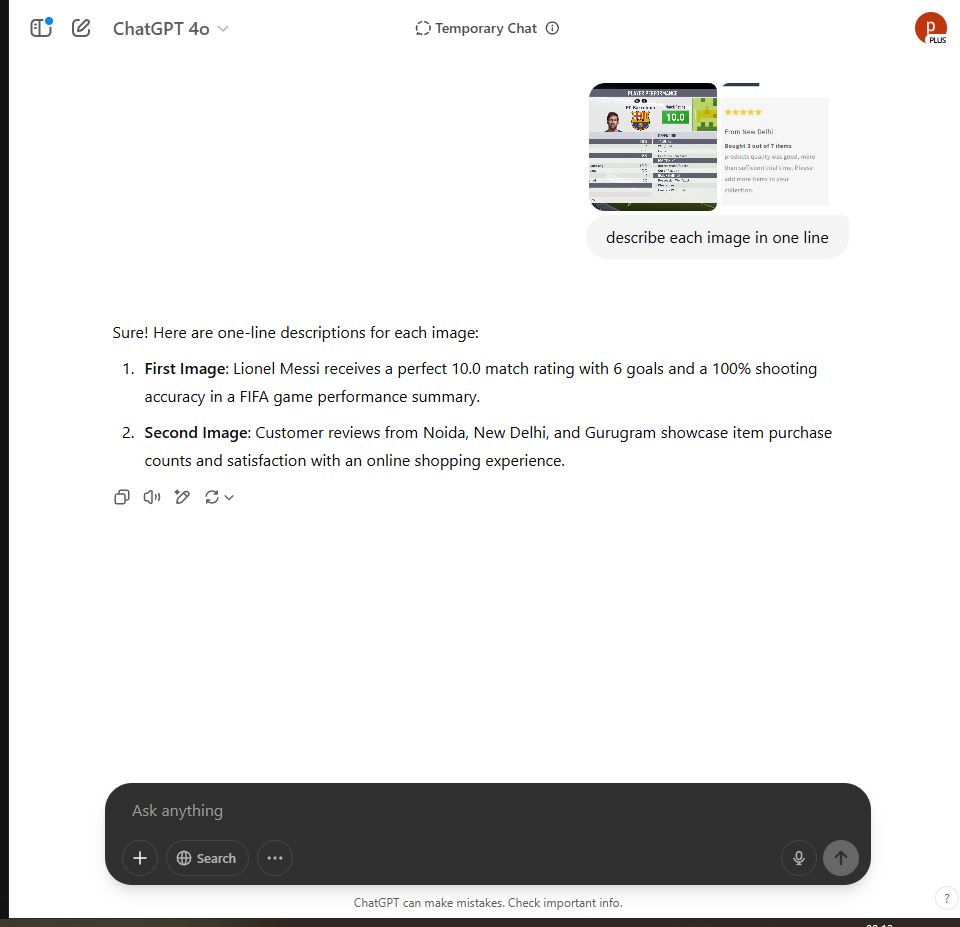 ChatGPT 4o
Temporary Chat
P
PLUS
PLAYER PERFORMANCE
FC Barcelona
Match Rating
10.0
From New Delhi
Bought 3 out of 7 items
products quality was good, more
than sufficient trial time. Please
add more items to your
collection.
describe each image in one line
Sure! Here are one-line descriptions for each image:
1. First Image: Lionel Messi receives a perfect 10.0 match rating with 6 goals and a 100% shooting
accuracy in a FIFA game performance summary.
2. Second Image: Customer reviews from Noida, New Delhi, and Gurugram showcase item purchase
counts and satisfaction with an online shopping experience.
Ask anything
Search
ChatGPT can make mistakes. Check important info.
?